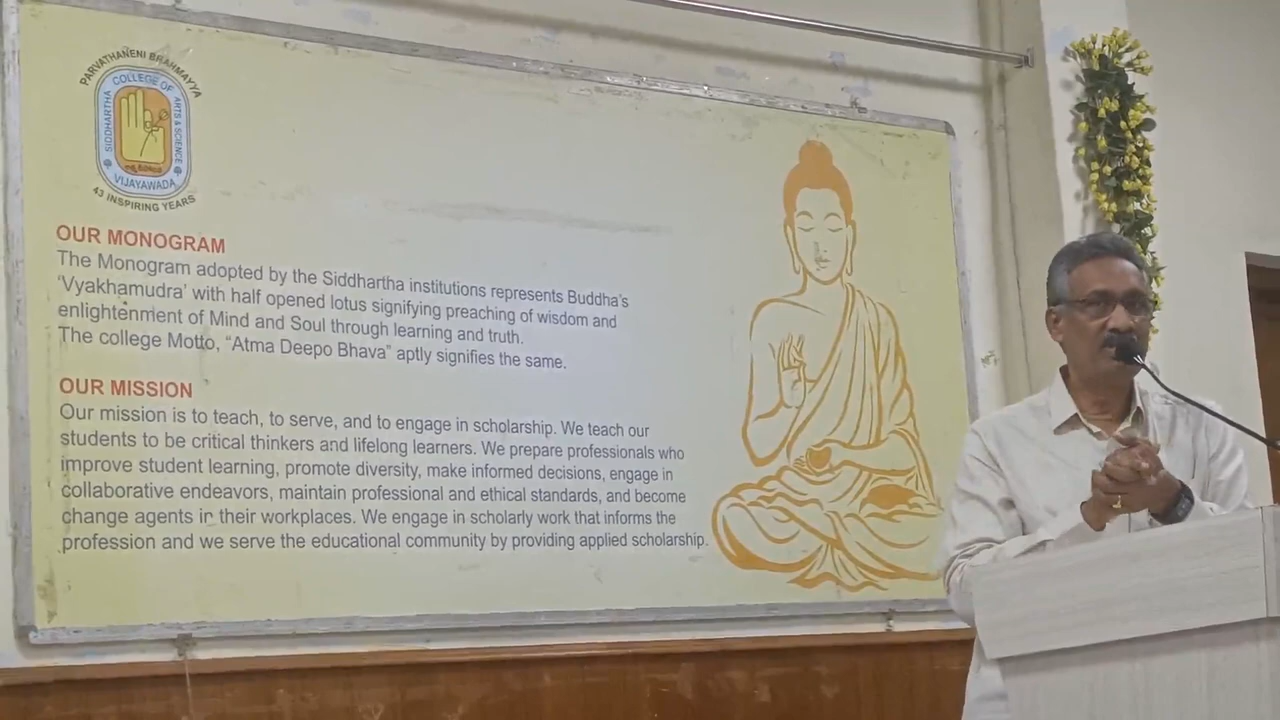 PARVATHANENI BRAHMAYYA
SIDDHARTHA COLLEGE OF ARTS & SCIENCE
VIJAYAWADA
43 INSPIRING YEARS
OUR MONOGRAM
The Monogram adopted by the Siddhartha institutions represents Buddha's
'Vyakhamudra' with half opened lotus signifying preaching of wisdom and
enlightenment of Mind and Soul through learning and truth.
The college Motto, “Atma Deepo Bhava” aptly signifies the same.
OUR MISSION
Our mission is to teach, to serve, and to engage in scholarship. We teach our
students to be critical thinkers and lifelong learners. We prepare professionals who
improve student learning, promote diversity, make informed decisions, engage in
collaborative endeavors, maintain professional and ethical standards, and become
change agents in their workplaces. We engage in scholarly work that informs the
profession and we serve the educational community by providing applied scholarship.